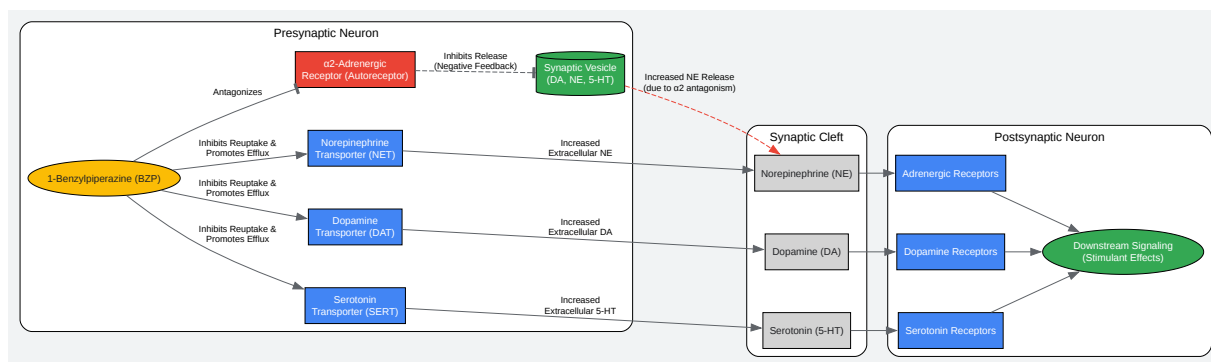 Presynaptic Neuron
α2-Adrenergic
Receptor (Autoreceptor)
Inhibits Release
(Negative Feedback)
Synaptic Vesicle
(DA, NE, 5-HT)
Increased NE Release
(due to α2 antagonism)
Antagonizes
1-Benzylpiperazine (BZP)
Inhibits Reuptake &
Promotes Efflux
Norepinephrine
Transporter (NET)
Increased
Extracellular NE
Inhibits Reuptake &
Promotes Efflux
Dopamine
Transporter (DAT)
Increased
Extracellular DA
Inhibits Reuptake &
Promotes Efflux
Serotonin
Transporter (SERT)
Increased
Extracellular 5-HT
Synaptic Cleft
Norepinephrine (NE)
Dopamine (DA)
Serotonin (5-HT)
Postsynaptic Neuron
Adrenergic Receptors
Dopamine Receptors
Serotonin Receptors
Downstream Signaling
(Stimulant Effects)